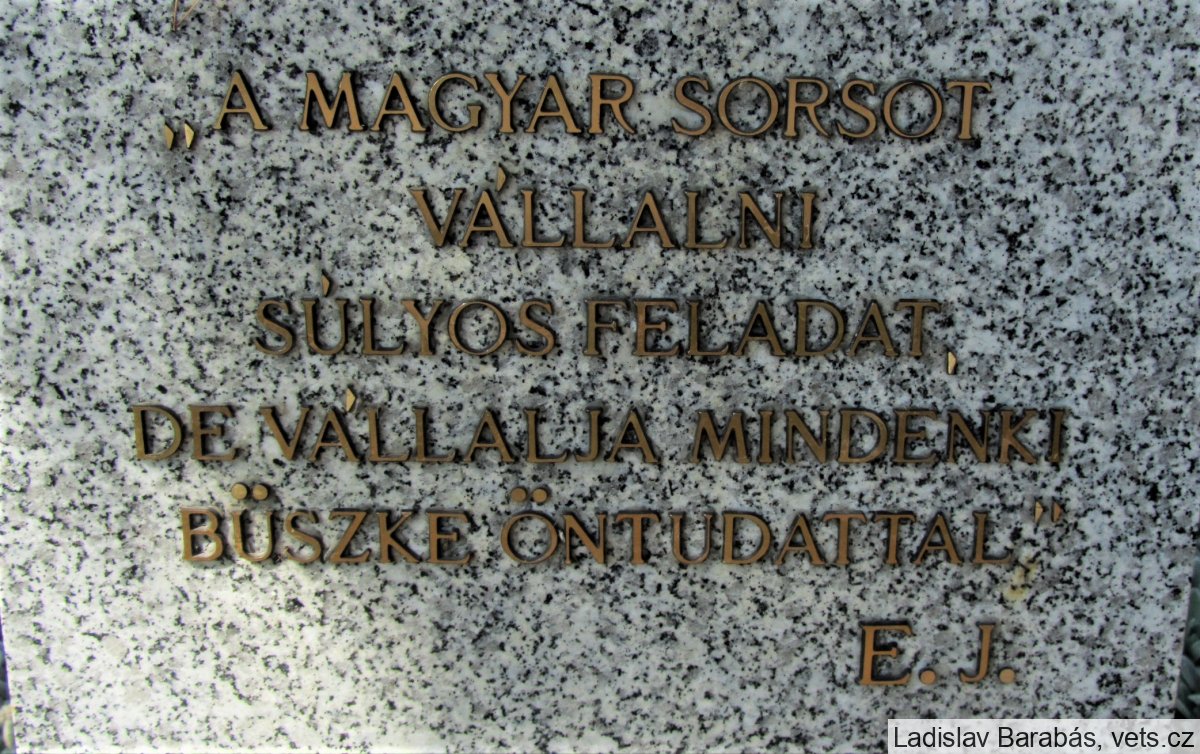 „A MAGYAR SORSOT
VÁLLALNI
SÚLYOS FELADAT,
DE VÁLLALJA MINDENKI
BÜSZKE ÖNTUDATTAL”
E. J.
Ladislav Barabás, vets.cz